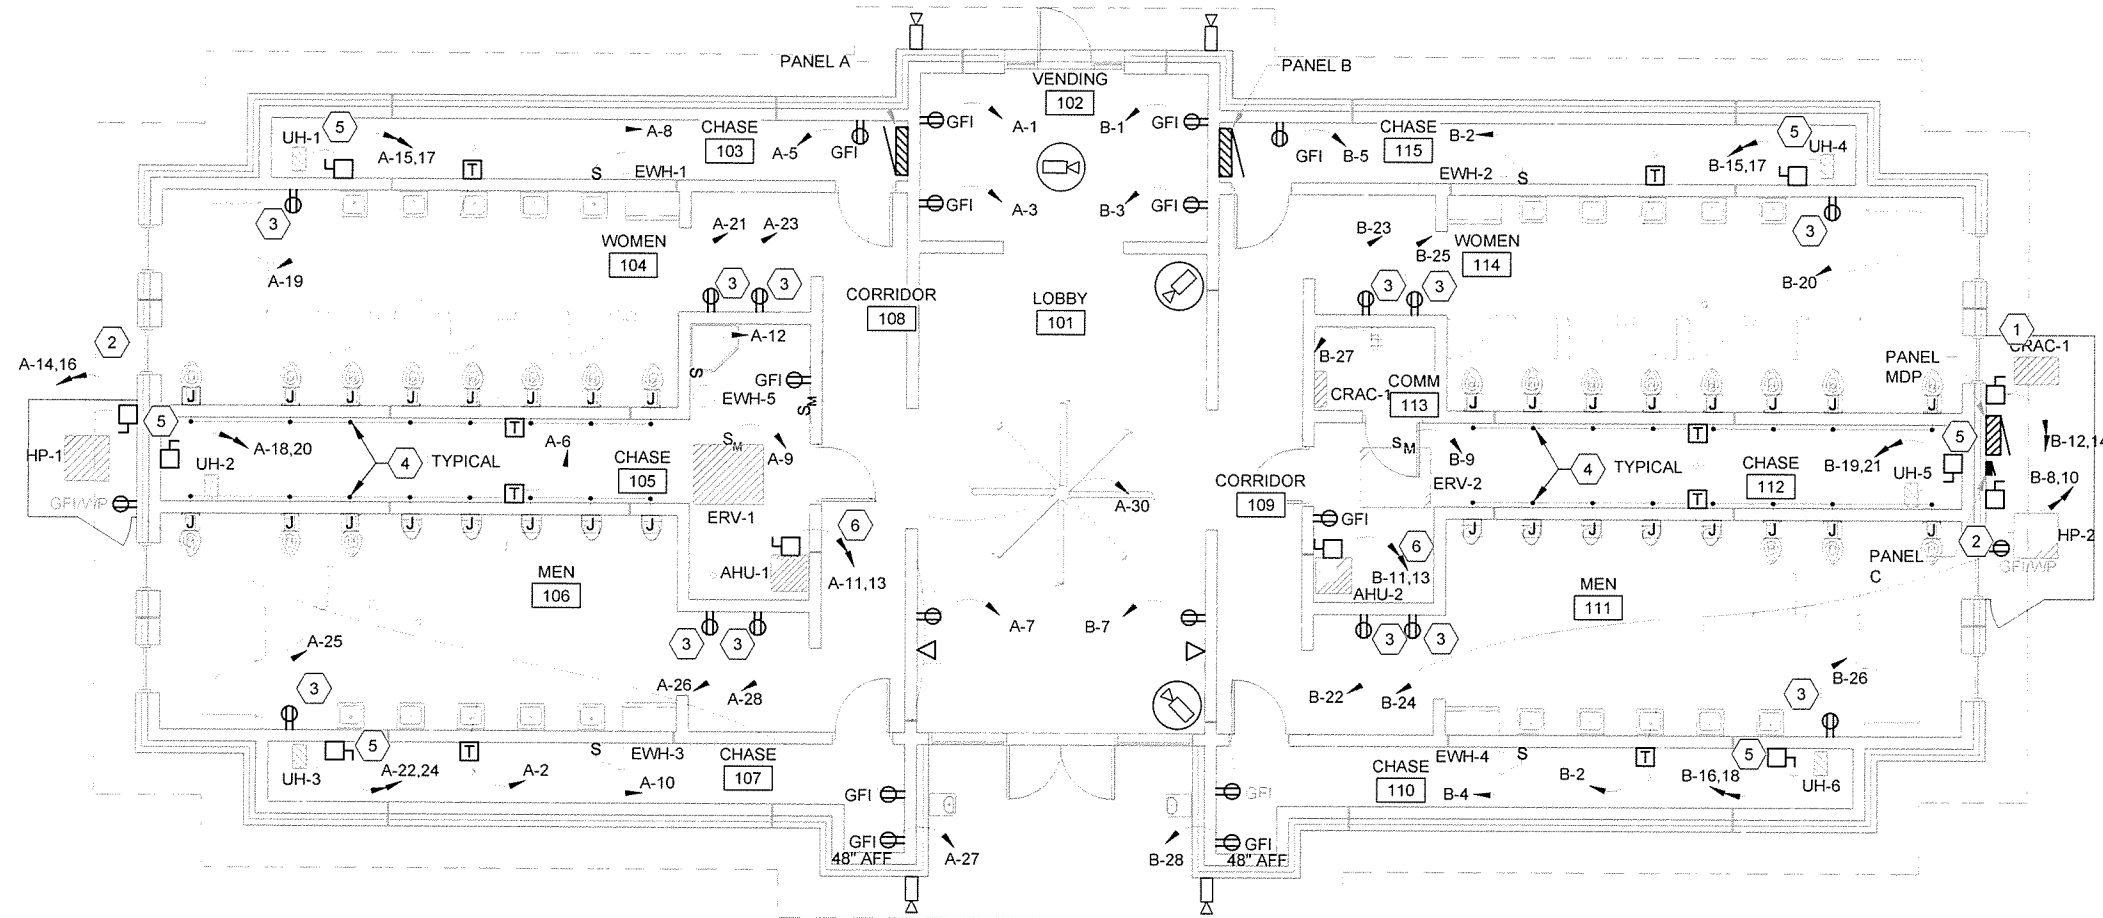 PANEL A
PANEL B
VENDING
102
UH-1
5
A-15,17
T
S
A-8
EWH-1
CHASE
103
A-5
GFI
GFI
A-1
B-1
GFI
GFI
A-3
B-3
GFI
GFI
B-5
CHASE
115
B-2
EWH-2
S
T
B-15,17
5
UH-4
3
A-19
WOMEN
104
A-21
A-23
3
3
CORRIDOR
108
LOBBY
101
B-23
B-25
WOMEN
114
3
3
3
B-20
2
A-14,16
A-12
S
GFI
EWH-5
SM
B-27
CRAC-1
COMM
113
PANEL
MDP
1
CRAC-1
J J J J J J J J
J J J J J J J J
5
HP-1
GFI/WP
A-18,20
UH-2
4
TYPICAL
T
A-6
T
CHASE
105
SM
A-9
ERV-1
AHU-1
6
A-11,13
A-30
CORRIDOR
109
GFI
SM
B-9
ERV-2
6
B-11,13
AHU-2
4
TYPICAL
T
T
CHASE
112
B-19,21
UH-5
5
B-12,14
B-8,10
HP-2
2
GFI/WP
J J J J J J J J
J J J J J J J J
MEN
106
MEN
111
PANEL
C
A-7
B-7
A-25
3
3
3
A-26
A-28
3
3
B-22
B-24
3
B-26
UH-3
5
A-22,24
T
S
A-2
EWH-3
A-10
CHASE
107
GFI
GFI
48" AFF
A-27
B-28
GFI
GFI
48" AFF
CHASE
110
EWH-4
B-4
S
B-2
T
B-16,18
5
UH-6